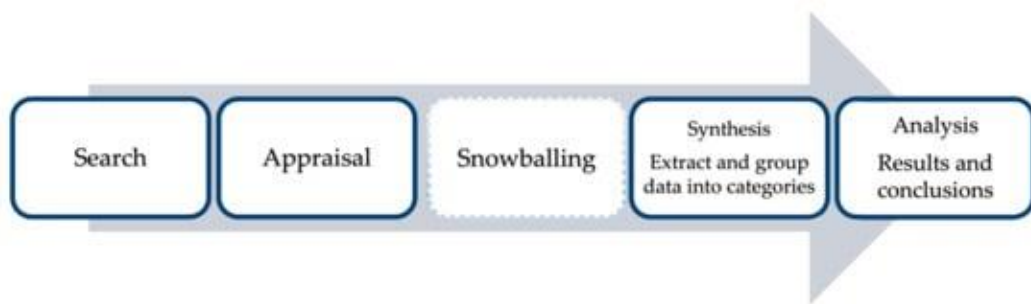 Search
Appraisal
Snowballing
Synthesis
Extract and group
data into categories
Analysis
Results and
conclusions